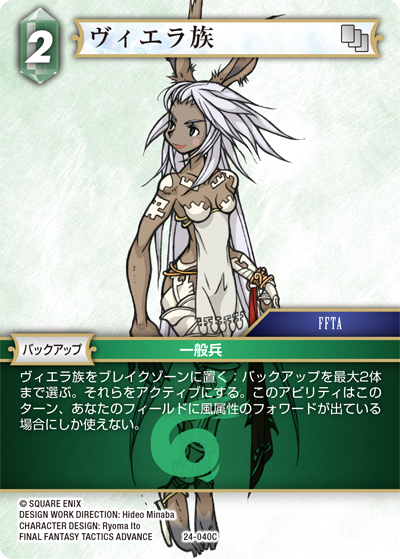 2
ヴィエラ族
FFTA
バックアップ
一般兵
ヴィエラ族をブレイクゾーンに置く：バックアップを最大2体
まで選ぶ。それらをアクティブにする。このアビリティはこの
ターン、あなたのフィールドに風属性のフォワードが出ている
場合にしか使えない。
© SQUARE ENIX
DESIGN WORK DIRECTION: Hideo Minaba
CHARACTER DESIGN: Ryoma Ito
FINAL FANTASY TACTICS ADVANCE
24-040C